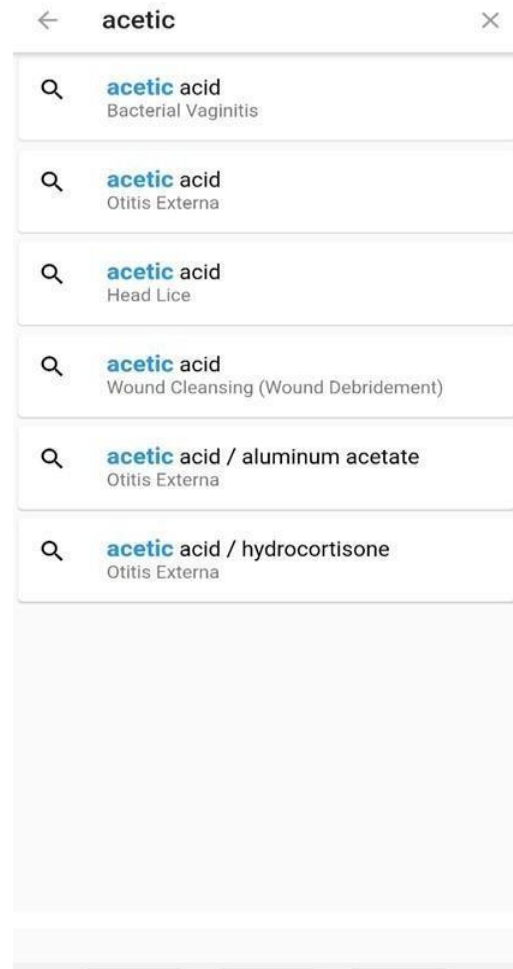 acetic
acetic acid
Bacterial Vaginitis
acetic acid
Otitis Externa
acetic acid
Head Lice
acetic acid
Wound Cleansing (Wound Debridement)
acetic acid / aluminum acetate
Otitis Externa
acetic acid / hydrocortisone
Otitis Externa